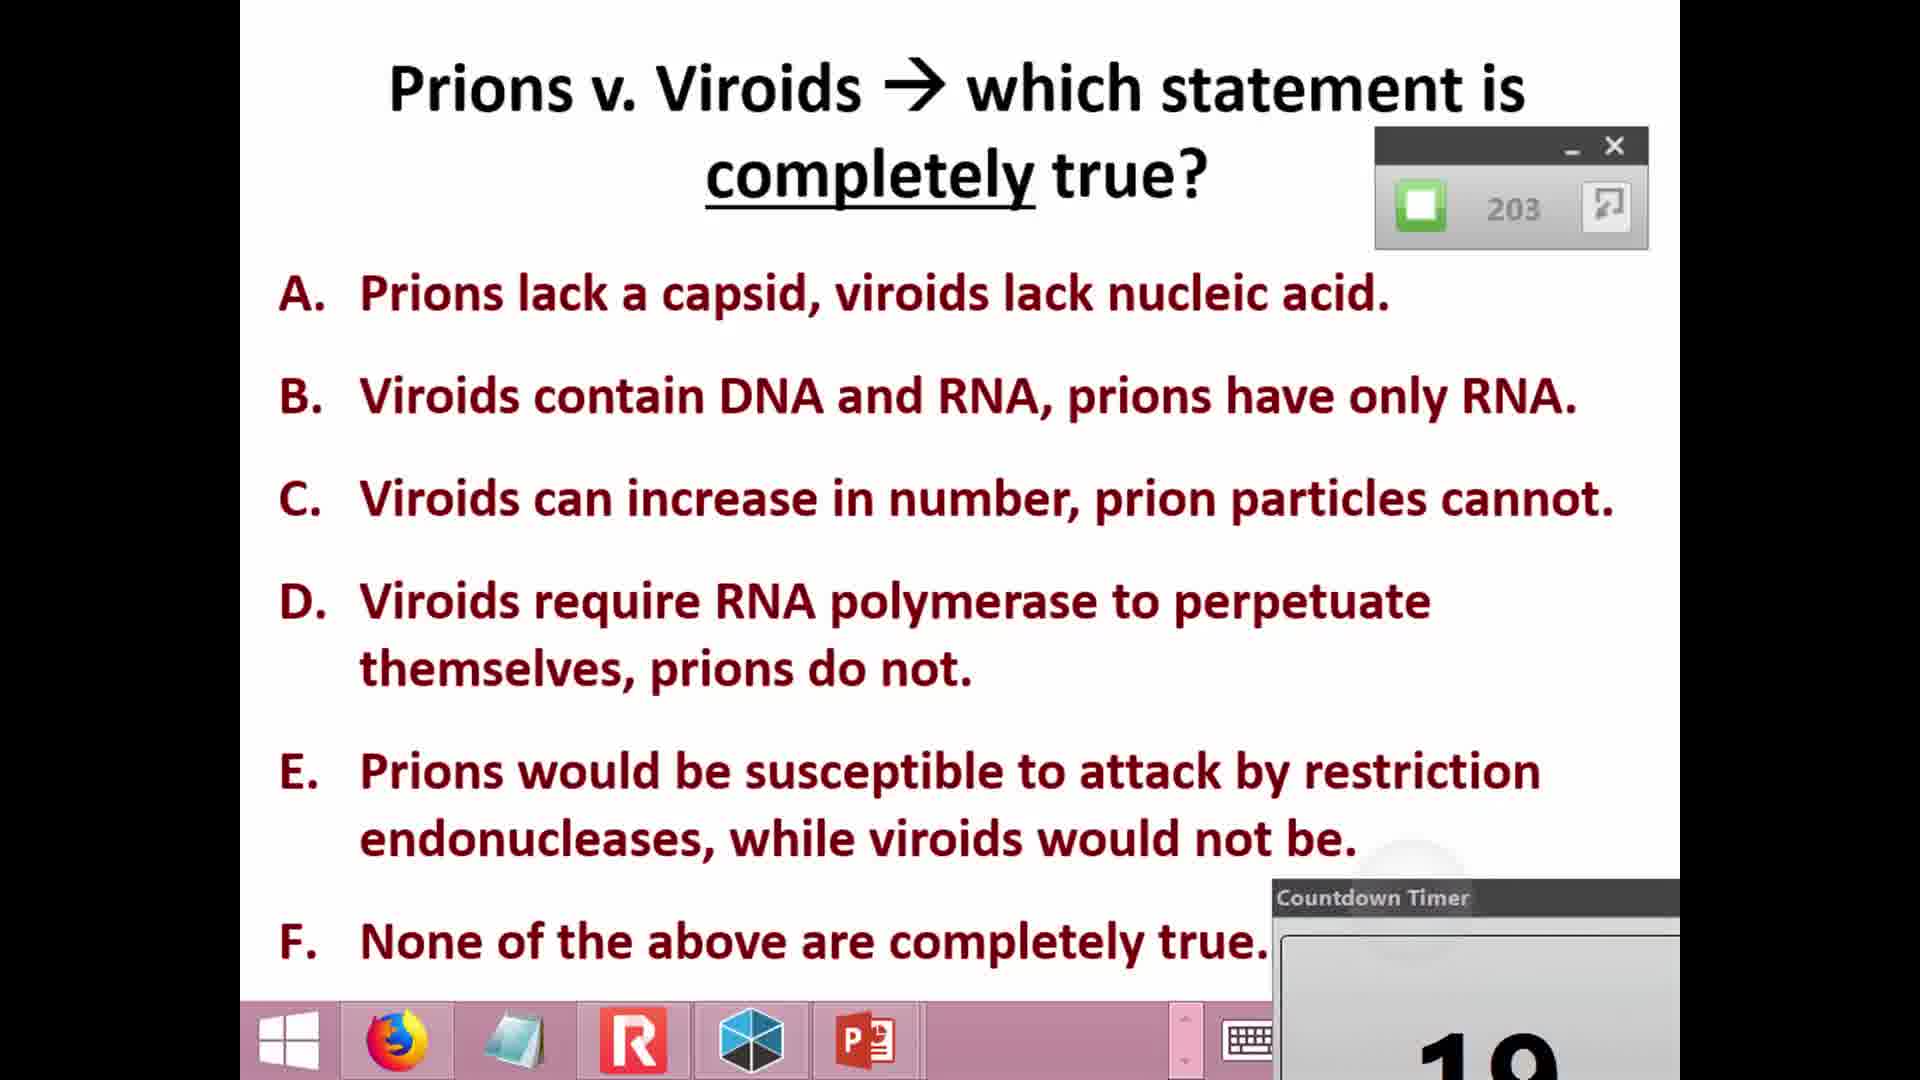 Prions v. Viroids → which statement is
completely true?
203
A. Prions lack a capsid, viroids lack nucleic acid.
B. Viroids contain DNA and RNA, prions have only RNA.
C. Viroids can increase in number, prion particles cannot.
D. Viroids require RNA polymerase to perpetuate
themselves, prions do not.
E. Prions would be susceptible to attack by restriction
endonucleases, while viroids would not be.
F. None of the above are completely true.
Countdown Timer
19
R
P